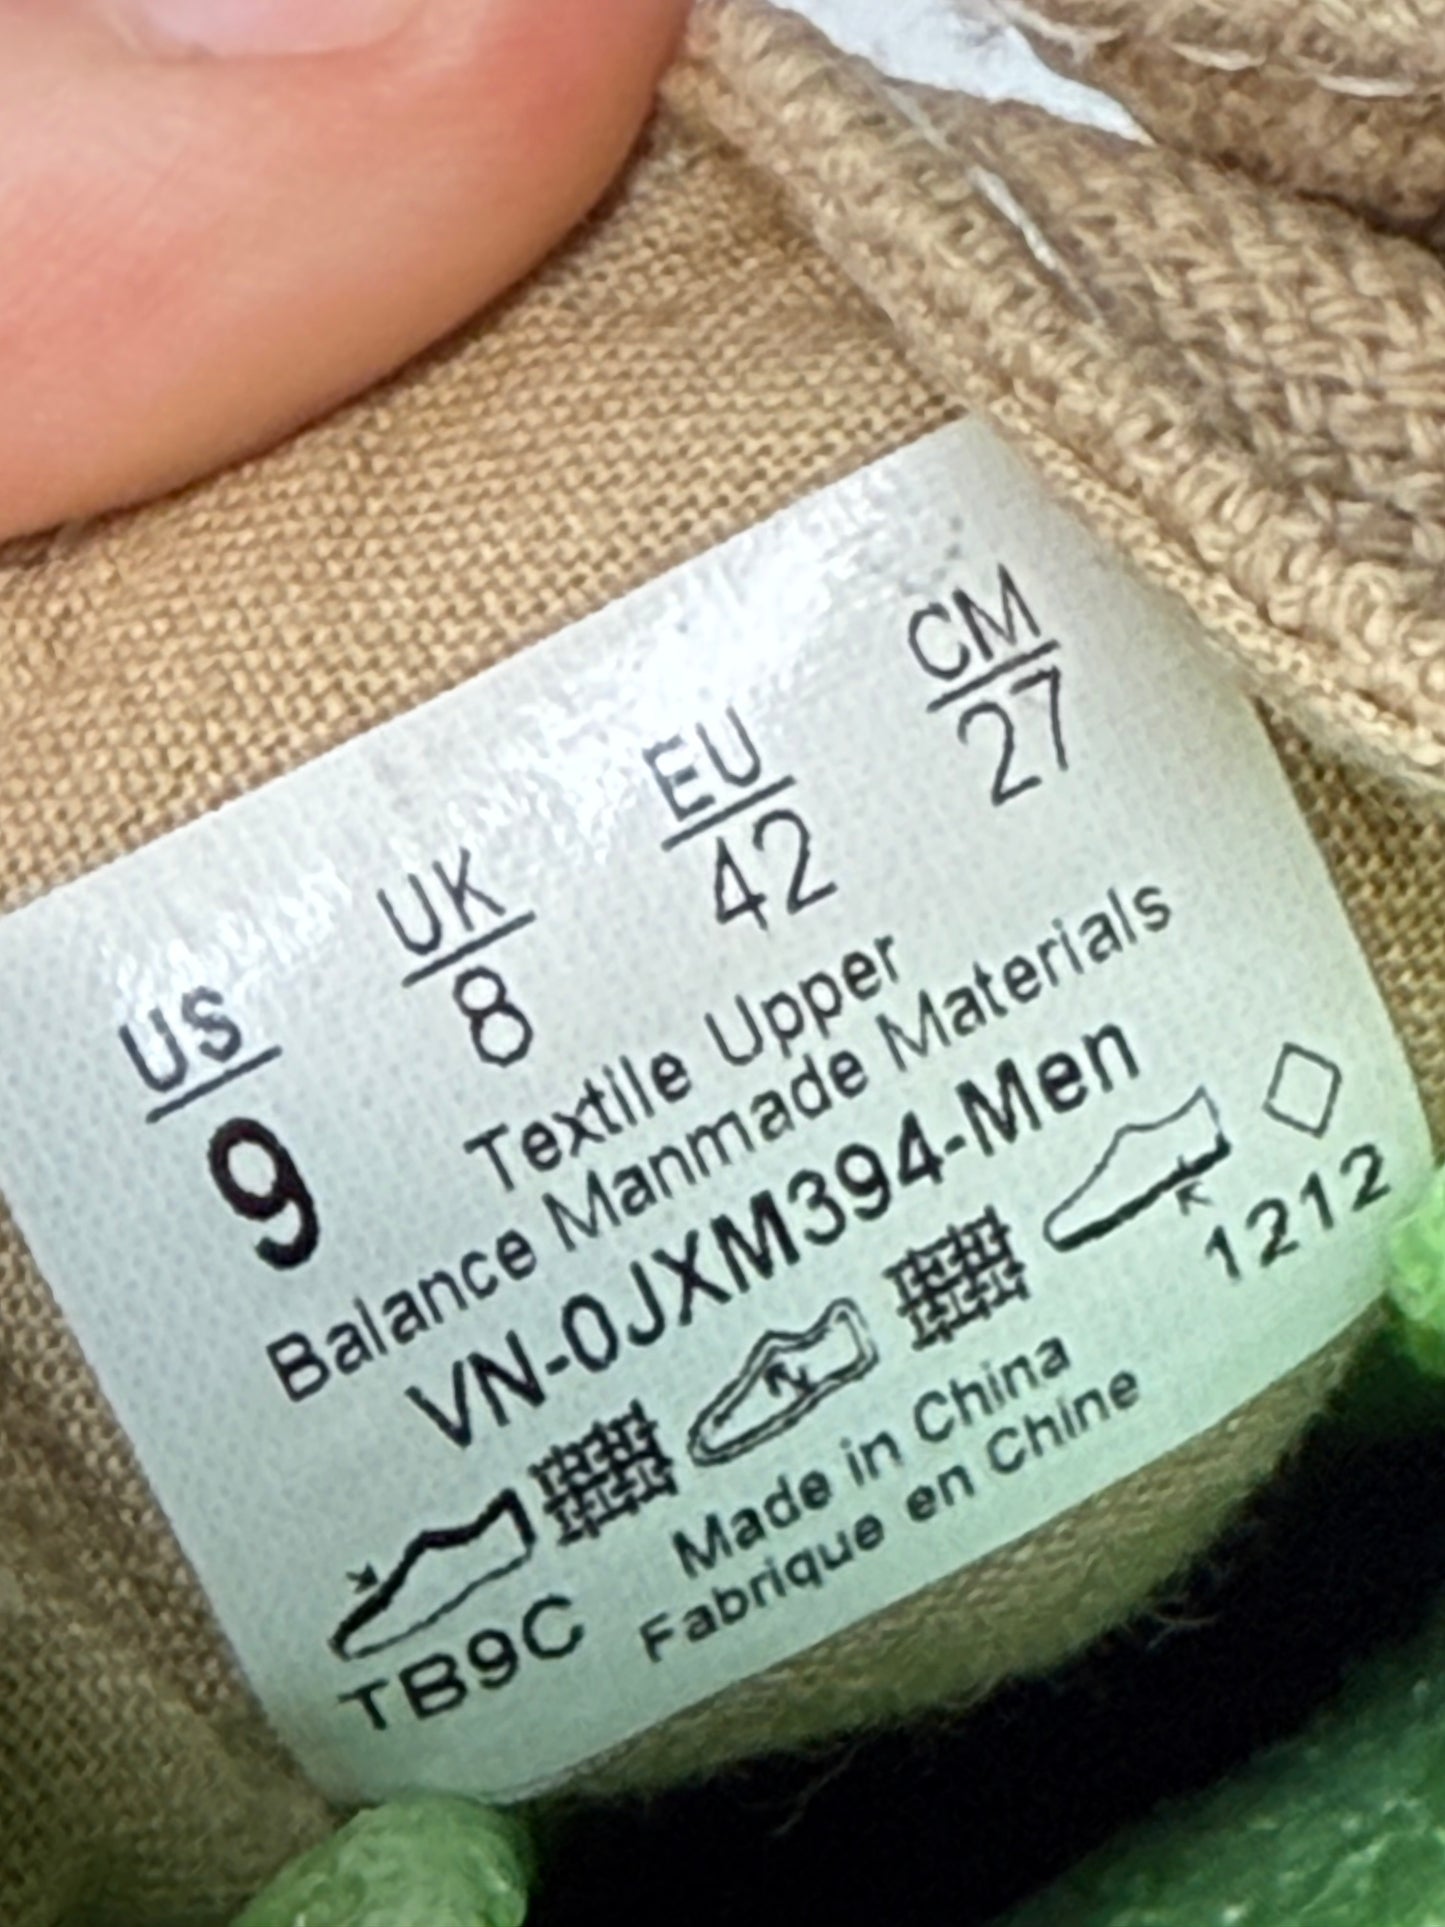 US UK EU CM
9 8 42 27
Textile Upper
Balance Manmade Materials
VN-0JXM394-Men
1212
TB9C
Made in China
Fabrique en Chine